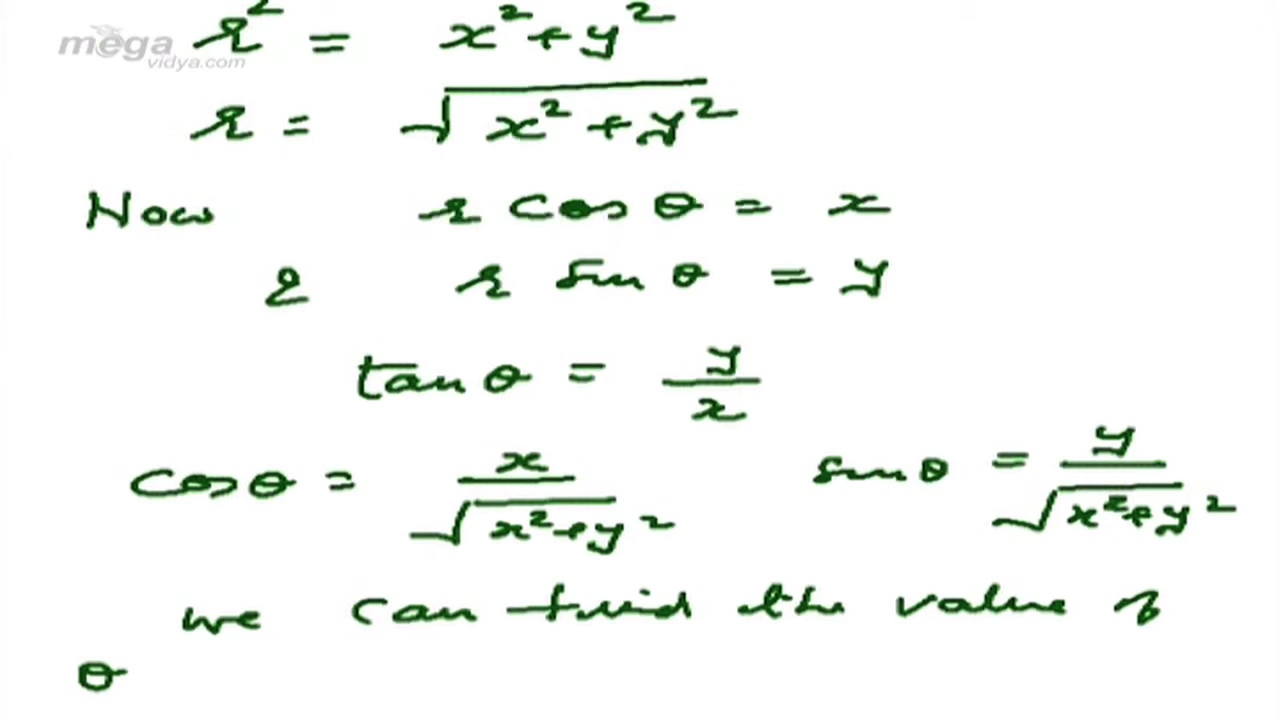 mega
vidya.com
r² = x² + y²
r = √(x² + y²)
Now r cos θ = x
& r sin θ = y
tan θ = y/x
cos θ = x/√(x² + y²) sin θ = y/√(x² + y²)
we can find the value of
θ